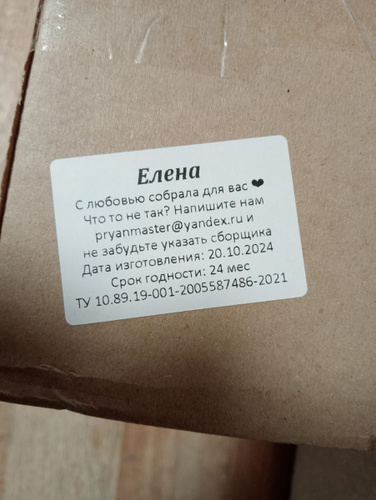 Елена
С любовью собрала для вас ❤
Что то не так? Напишите нам
pryanmaster@yandex.ru и
не забудьте указать сборщика
Дата изготовления: 20.10.2024
Срок годности: 24 мес
ТУ 10.89.19-001-2005587486-2021